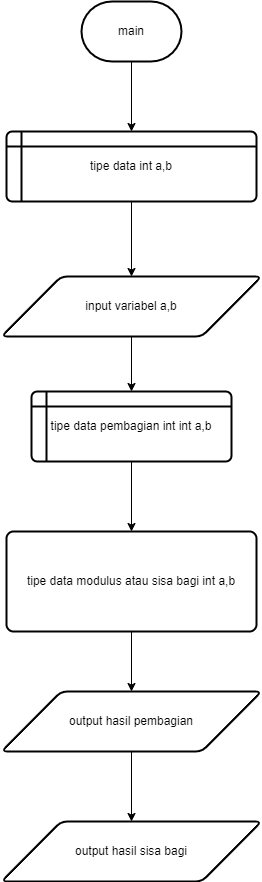 main
tipe data int a,b
input variabel a,b
tipe data pembagian int int a,b
tipe data modulus atau sisa bagi int a,b
output hasil pembagian
output hasil sisa bagi